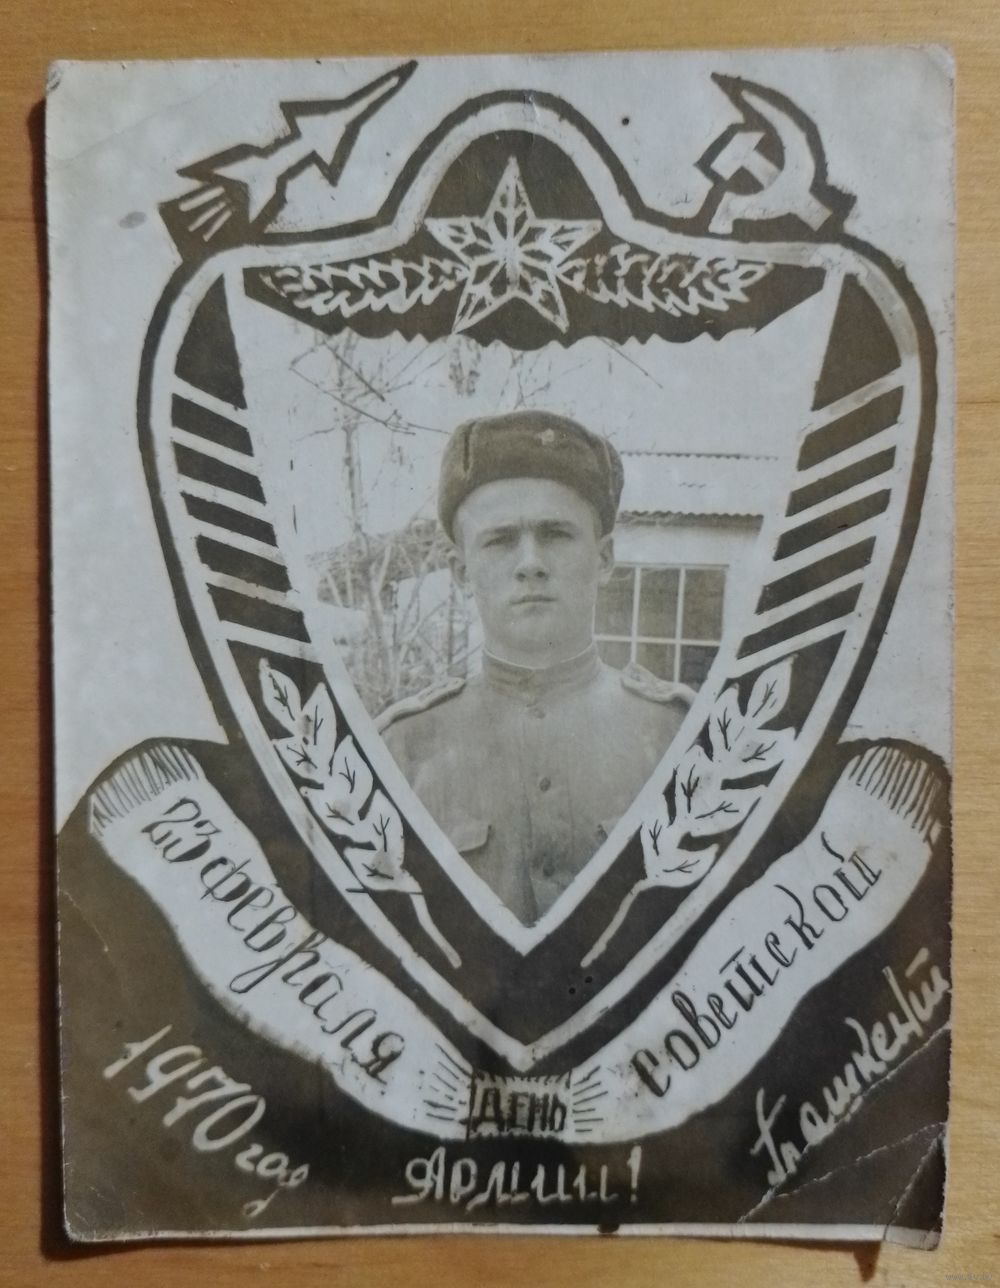 23 февраля
день
советской
Армии!
1970 год
Ташкент